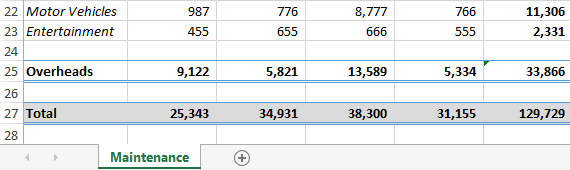 22 Motor Vehicles 987 776 8,777 766 11,306
23 Entertainment 455 655 666 555 2,331
24
25 Overheads 9,122 5,821 13,589 5,334 33,866
26
27 Total 25,343 34,931 38,300 31,155 129,729
28
Maintenance